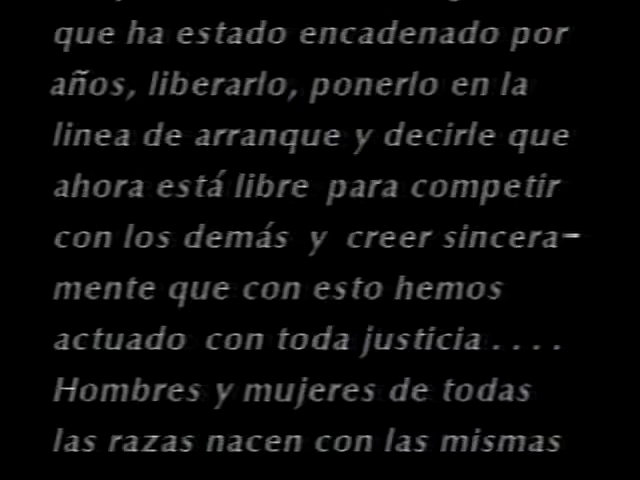 que ha estado encadenado por
años, liberarlo, ponerlo en la
linea de arranque y decirle que
ahora está libre para competir
con los demás y creer sincera-
mente que con esto hemos
actuado con toda justicia....
Hombres y mujeres de todas
las razas nacen con las mismas